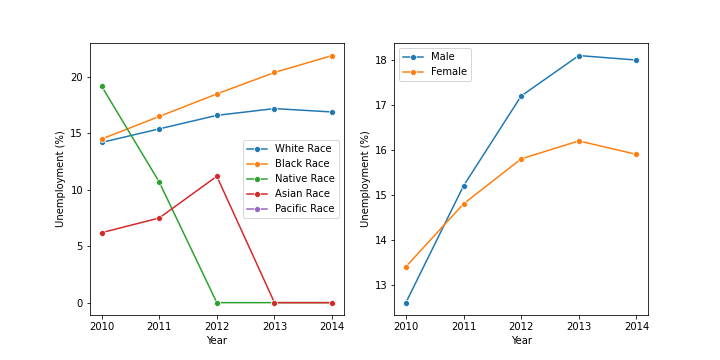 Unemployment (%)
20
15
10
5
0
White Race
Black Race
Native Race
Asian Race
Pacific Race
2010 2011 2012 2013 2014
Year
Unemployment (%)
18
17
16
15
14
13
Male
Female
2010 2011 2012 2013 2014
Year